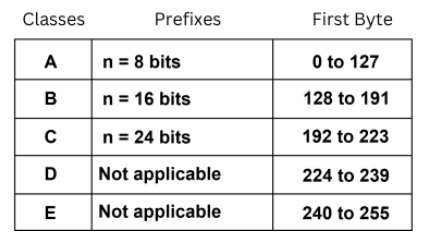 Classes Prefixes First Byte
A n = 8 bits 0 to 127
B n = 16 bits 128 to 191
C n = 24 bits 192 to 223
D Not applicable 224 to 239
E Not applicable 240 to 255